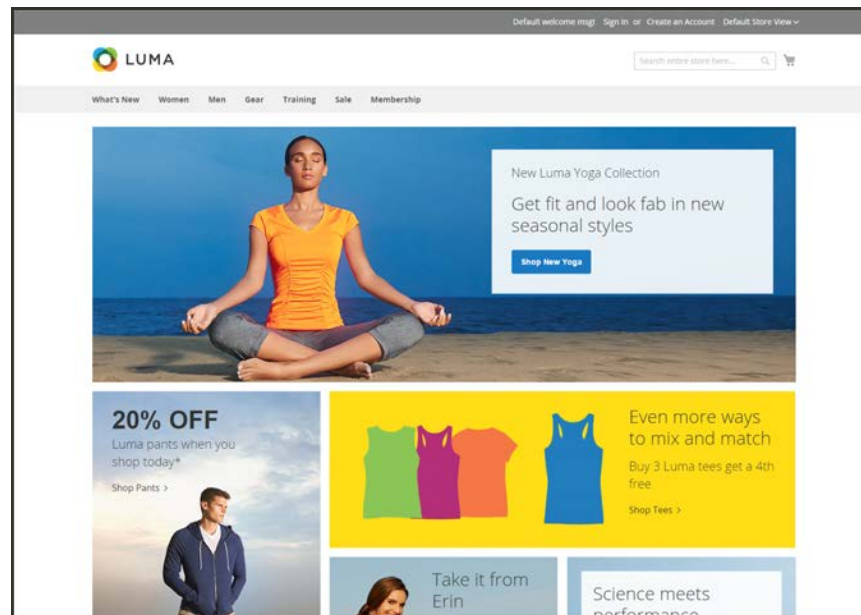 Default welcome msg! Sign In or Create an Account Default Store View
LUMA
Search entire store here...
What's New Women Men Gear Training Sale Membership
New Luma Yoga Collection
Get fit and look fab in new
seasonal styles
Shop New Yoga
20% OFF
Luma pants when you
shop today*
Shop Pants >
Even more ways
to mix and match
Buy 3 Luma tees get a 4th
free
Shop Tees >
Take it from
Erin
Science meets
performance